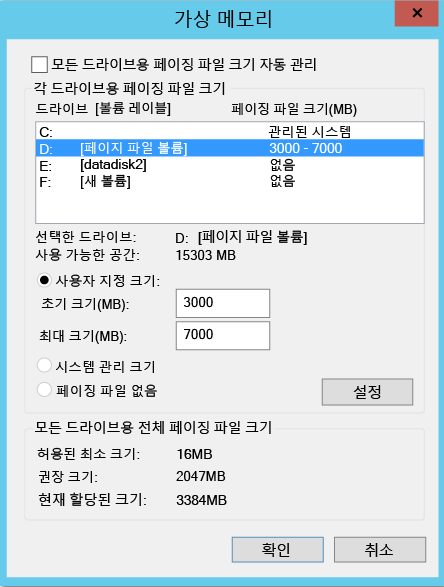 가상 메모리
모든 드라이브용 페이징 파일 크기 자동 관리
각 드라이브용 페이징 파일 크기
드라이브 [볼륨 레이블] 페이징 파일 크기(MB)
C: 관리된 시스템
D: [페이지 파일 볼륨] 3000 - 7000
E: [datadisk2] 없음
F: [새 볼륨] 없음
선택한 드라이브: D: [페이지 파일 볼륨]
사용 가능한 공간: 15303 MB
사용자 지정 크기:
초기 크기(MB): 3000
최대 크기(MB): 7000
시스템 관리 크기
페이징 파일 없음 설정
모든 드라이브용 전체 페이징 파일 크기
허용된 최소 크기: 16MB
권장 크기: 2047MB
현재 할당된 크기: 3384MB
확인 취소